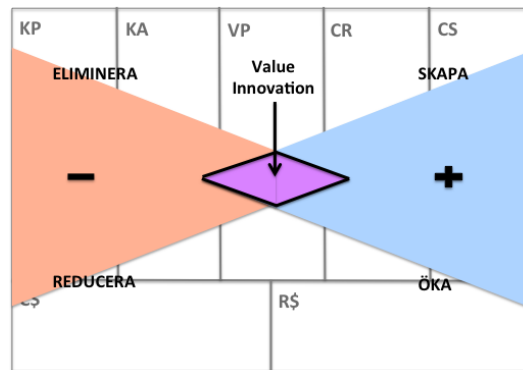 KP
KA
VP
CR
CS
ELIMINERA
Value
Innovation
SKAPA
REDUCERA
ÖKA
C$
R$